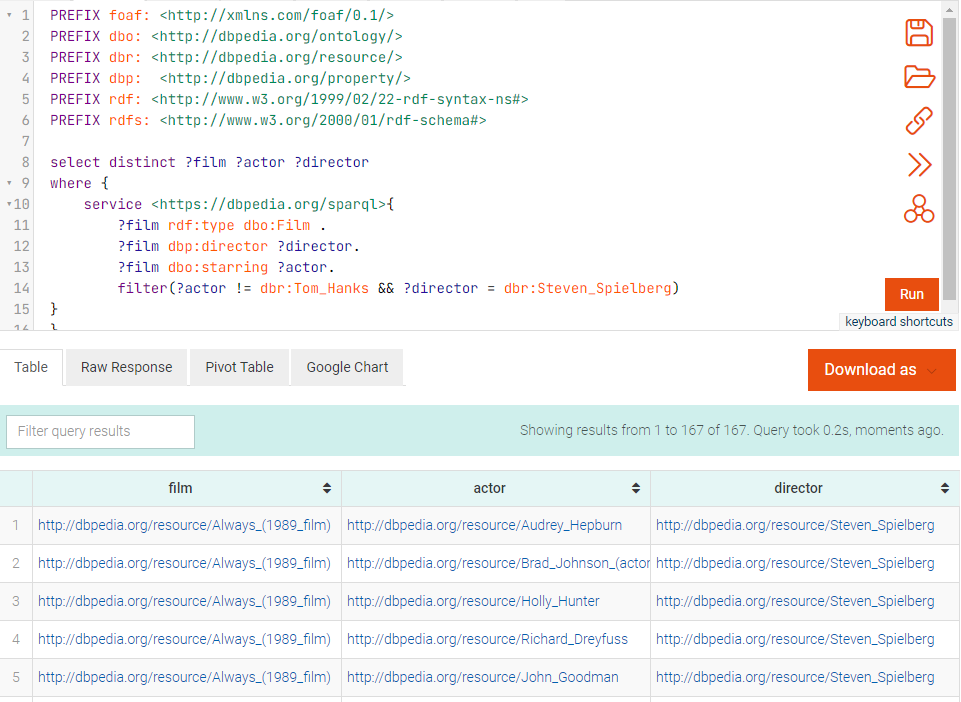 1 PREFIX foaf: <http://xmlns.com/foaf/0.1/>
2 PREFIX dbo: <http://dbpedia.org/ontology/>
3 PREFIX dbr: <http://dbpedia.org/resource/>
4 PREFIX dbp:  <http://dbpedia.org/property/>
5 PREFIX rdf: <http://www.w3.org/1999/02/22-rdf-syntax-ns#>
6 PREFIX rdfs: <http://www.w3.org/2000/01/rdf-schema#>
7
8 select distinct ?film ?actor ?director
9 where {
10 service <https://dbpedia.org/sparql>{
11 ?film rdf:type dbo:Film .
12 ?film dbp:director ?director.
13 ?film dbo:starring ?actor.
14 filter(?actor != dbr:Tom_Hanks && ?director = dbr:Steven_Spielberg)
15 }
16 }
Run
keyboard shortcuts
Table Raw Response Pivot Table Google Chart Download as
Filter query results Showing results from 1 to 167 of 167. Query took 0.2s, moments ago.
film actor director
1 http://dbpedia.org/resource/Always_(1989_film) http://dbpedia.org/resource/Audrey_Hepburn http://dbpedia.org/resource/Steven_Spielberg
2 http://dbpedia.org/resource/Always_(1989_film) http://dbpedia.org/resource/Brad_Johnson_(actor http://dbpedia.org/resource/Steven_Spielberg
3 http://dbpedia.org/resource/Always_(1989_film) http://dbpedia.org/resource/Holly_Hunter http://dbpedia.org/resource/Steven_Spielberg
4 http://dbpedia.org/resource/Always_(1989_film) http://dbpedia.org/resource/Richard_Dreyfuss http://dbpedia.org/resource/Steven_Spielberg
5 http://dbpedia.org/resource/Always_(1989_film) http://dbpedia.org/resource/John_Goodman http://dbpedia.org/resource/Steven_Spielberg